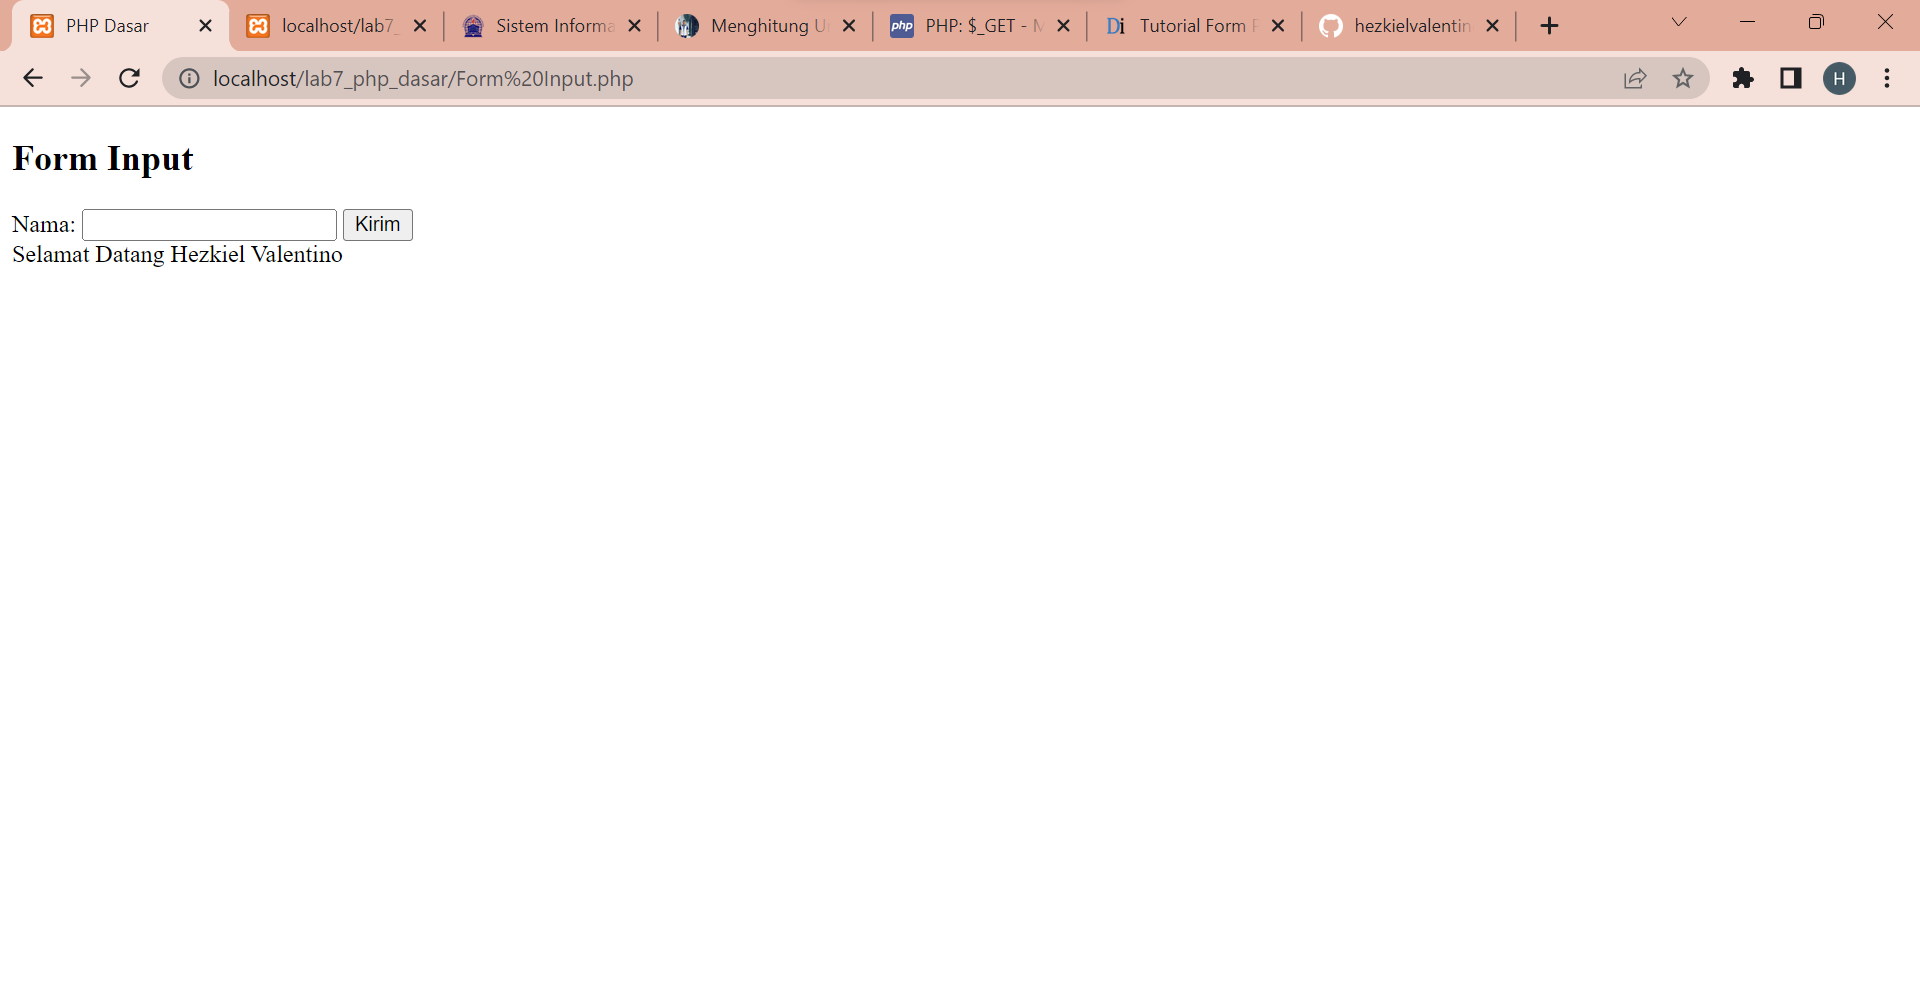 PHP Dasar
localhost/lab7_
Sistem Informa
Menghitung U
php PHP: $_GET - M
Di Tutorial Form
hezkielvalentin
localhost/lab7_php_dasar/Form%20Input.php
H
Form Input
Nama: Kirim
Selamat Datang Hezkiel Valentino